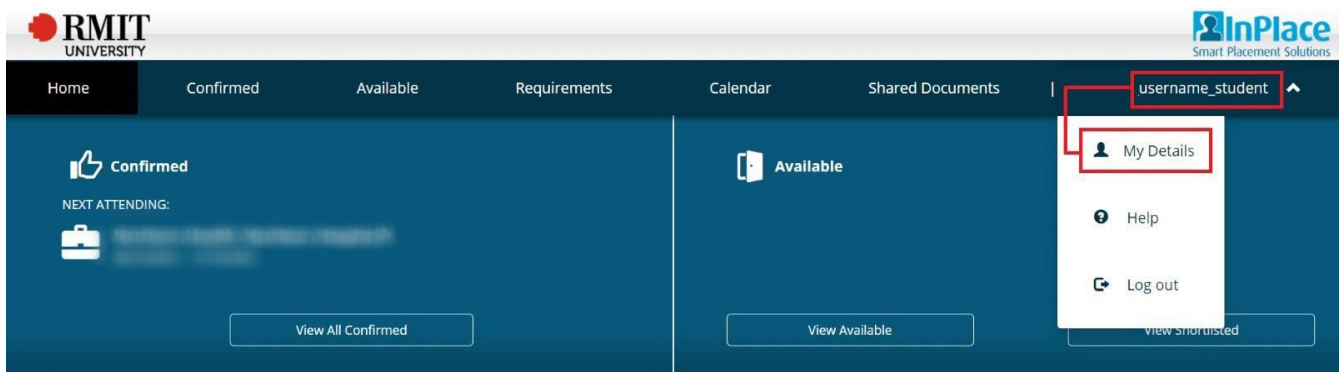 RMIT
UNIVERSITY
InPlace
Smart Placement Solutions
Home Confirmed Available Requirements Calendar Shared Documents | username_student
Confirmed
Available
My Details
NEXT ATTENDING:
Help
Log out
View All Confirmed
View Available
View Shortlisted